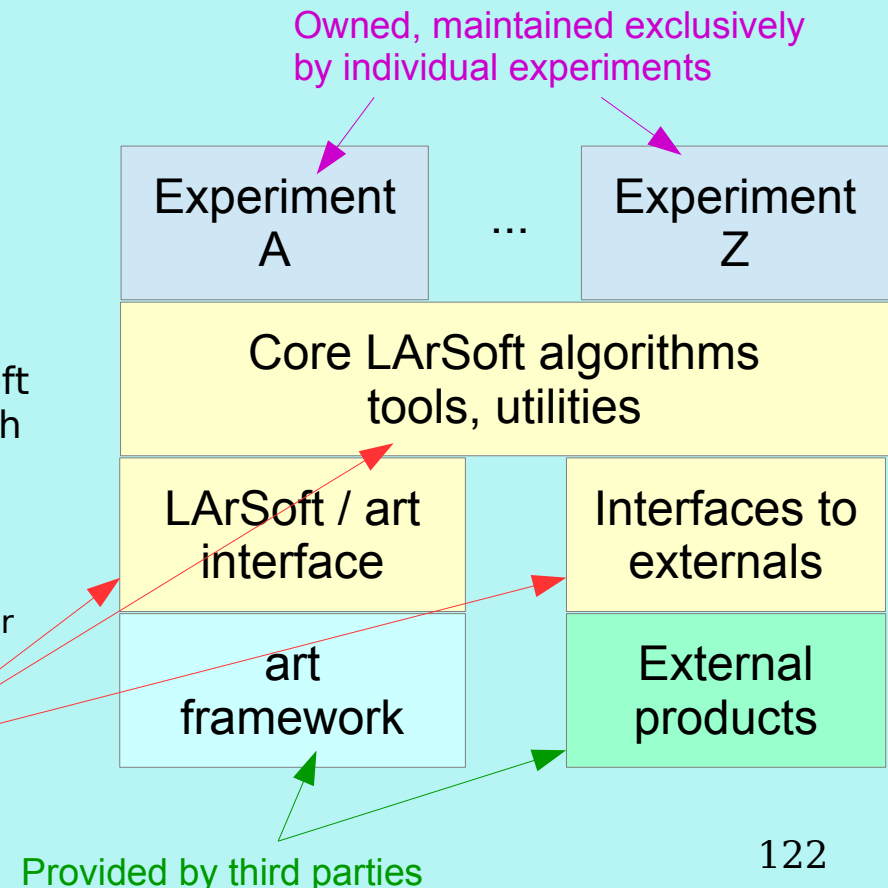 Owned, maintained exclusively
by individual experiments
Experiment
A
...
Experiment
Z
Core LArSoft algorithms
tools, utilities
LArSoft / art
interface
Interfaces to
externals
art
framework
External
products
Provided by third parties
122